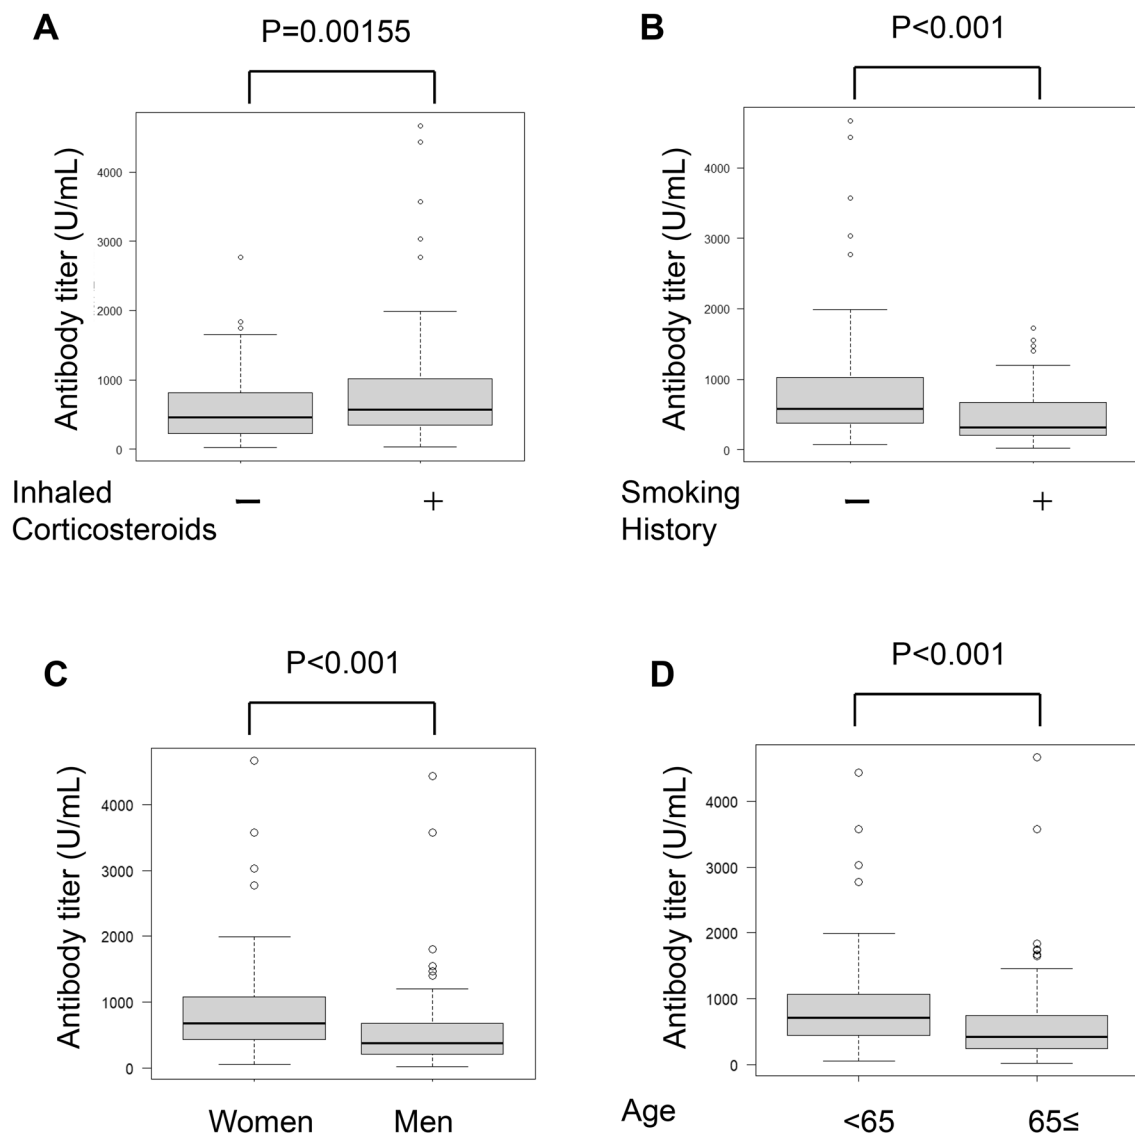 A
P=0.00155
Antibody titer (U/mL)
4000
3000
2000
1000
0
Inhaled
Corticosteroids
−
+
B
P<0.001
Antibody titer (U/mL)
4000
3000
2000
1000
0
Smoking
History
−
+
C
P<0.001
Antibody titer (U/mL)
4000
3000
2000
1000
0
Women
Men
D
P<0.001
Antibody titer (U/mL)
4000
3000
2000
1000
0
Age
<65
65≤